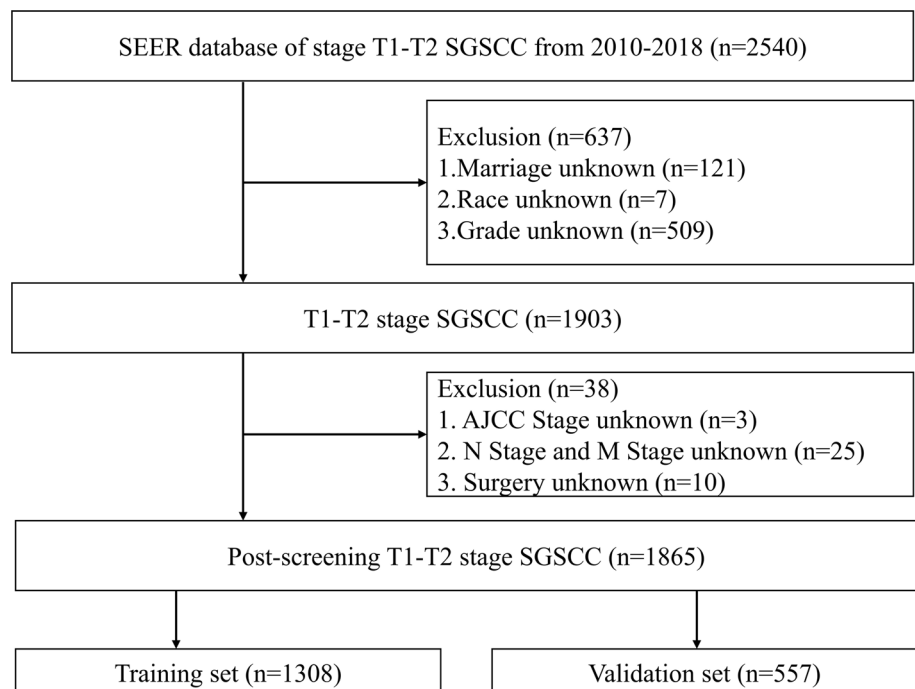 SEER database of stage T1-T2 SGSCC from 2010-2018 (n=2540)
Exclusion (n=637)
1.Marriage unknown (n=121)
2.Race unknown (n=7)
3.Grade unknown (n=509)
T1-T2 stage SGSCC (n=1903)
Exclusion (n=38)
1. AJCC Stage unknown (n=3)
2. N Stage and M Stage unknown (n=25)
3. Surgery unknown (n=10)
Post-screening T1-T2 stage SGSCC (n=1865)
Training set (n=1308)
Validation set (n=557)